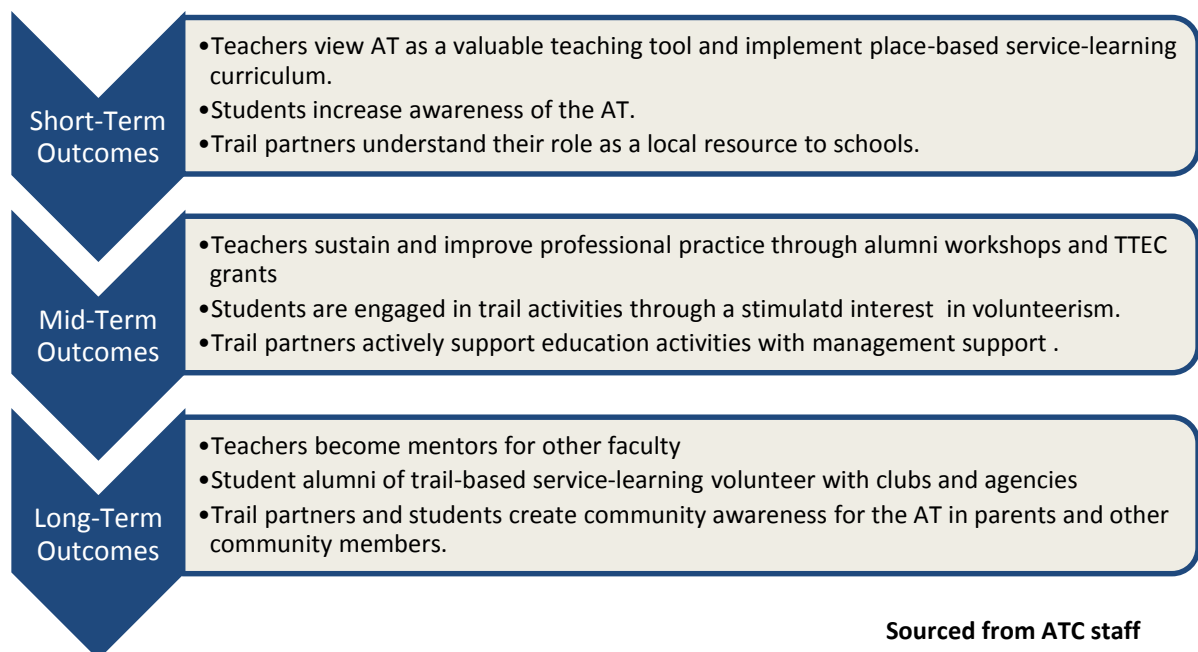 Short-Term
Outcomes
•Teachers view AT as a valuable teaching tool and implement place-based service-learning
curriculum.
•Students increase awareness of the AT.
•Trail partners understand their role as a local resource to schools.
Mid-Term
Outcomes
•Teachers sustain and improve professional practice through alumni workshops and TTEC
grants
•Students are engaged in trail activities through a stimulatd interest  in volunteerism.
•Trail partners actively support education activities with management support .
Long-Term
Outcomes
•Teachers become mentors for other faculty
•Student alumni of trail-based service-learning volunteer with clubs and agencies
•Trail partners and students create community awareness for the AT in parents and other
community members.
Sourced from ATC staff